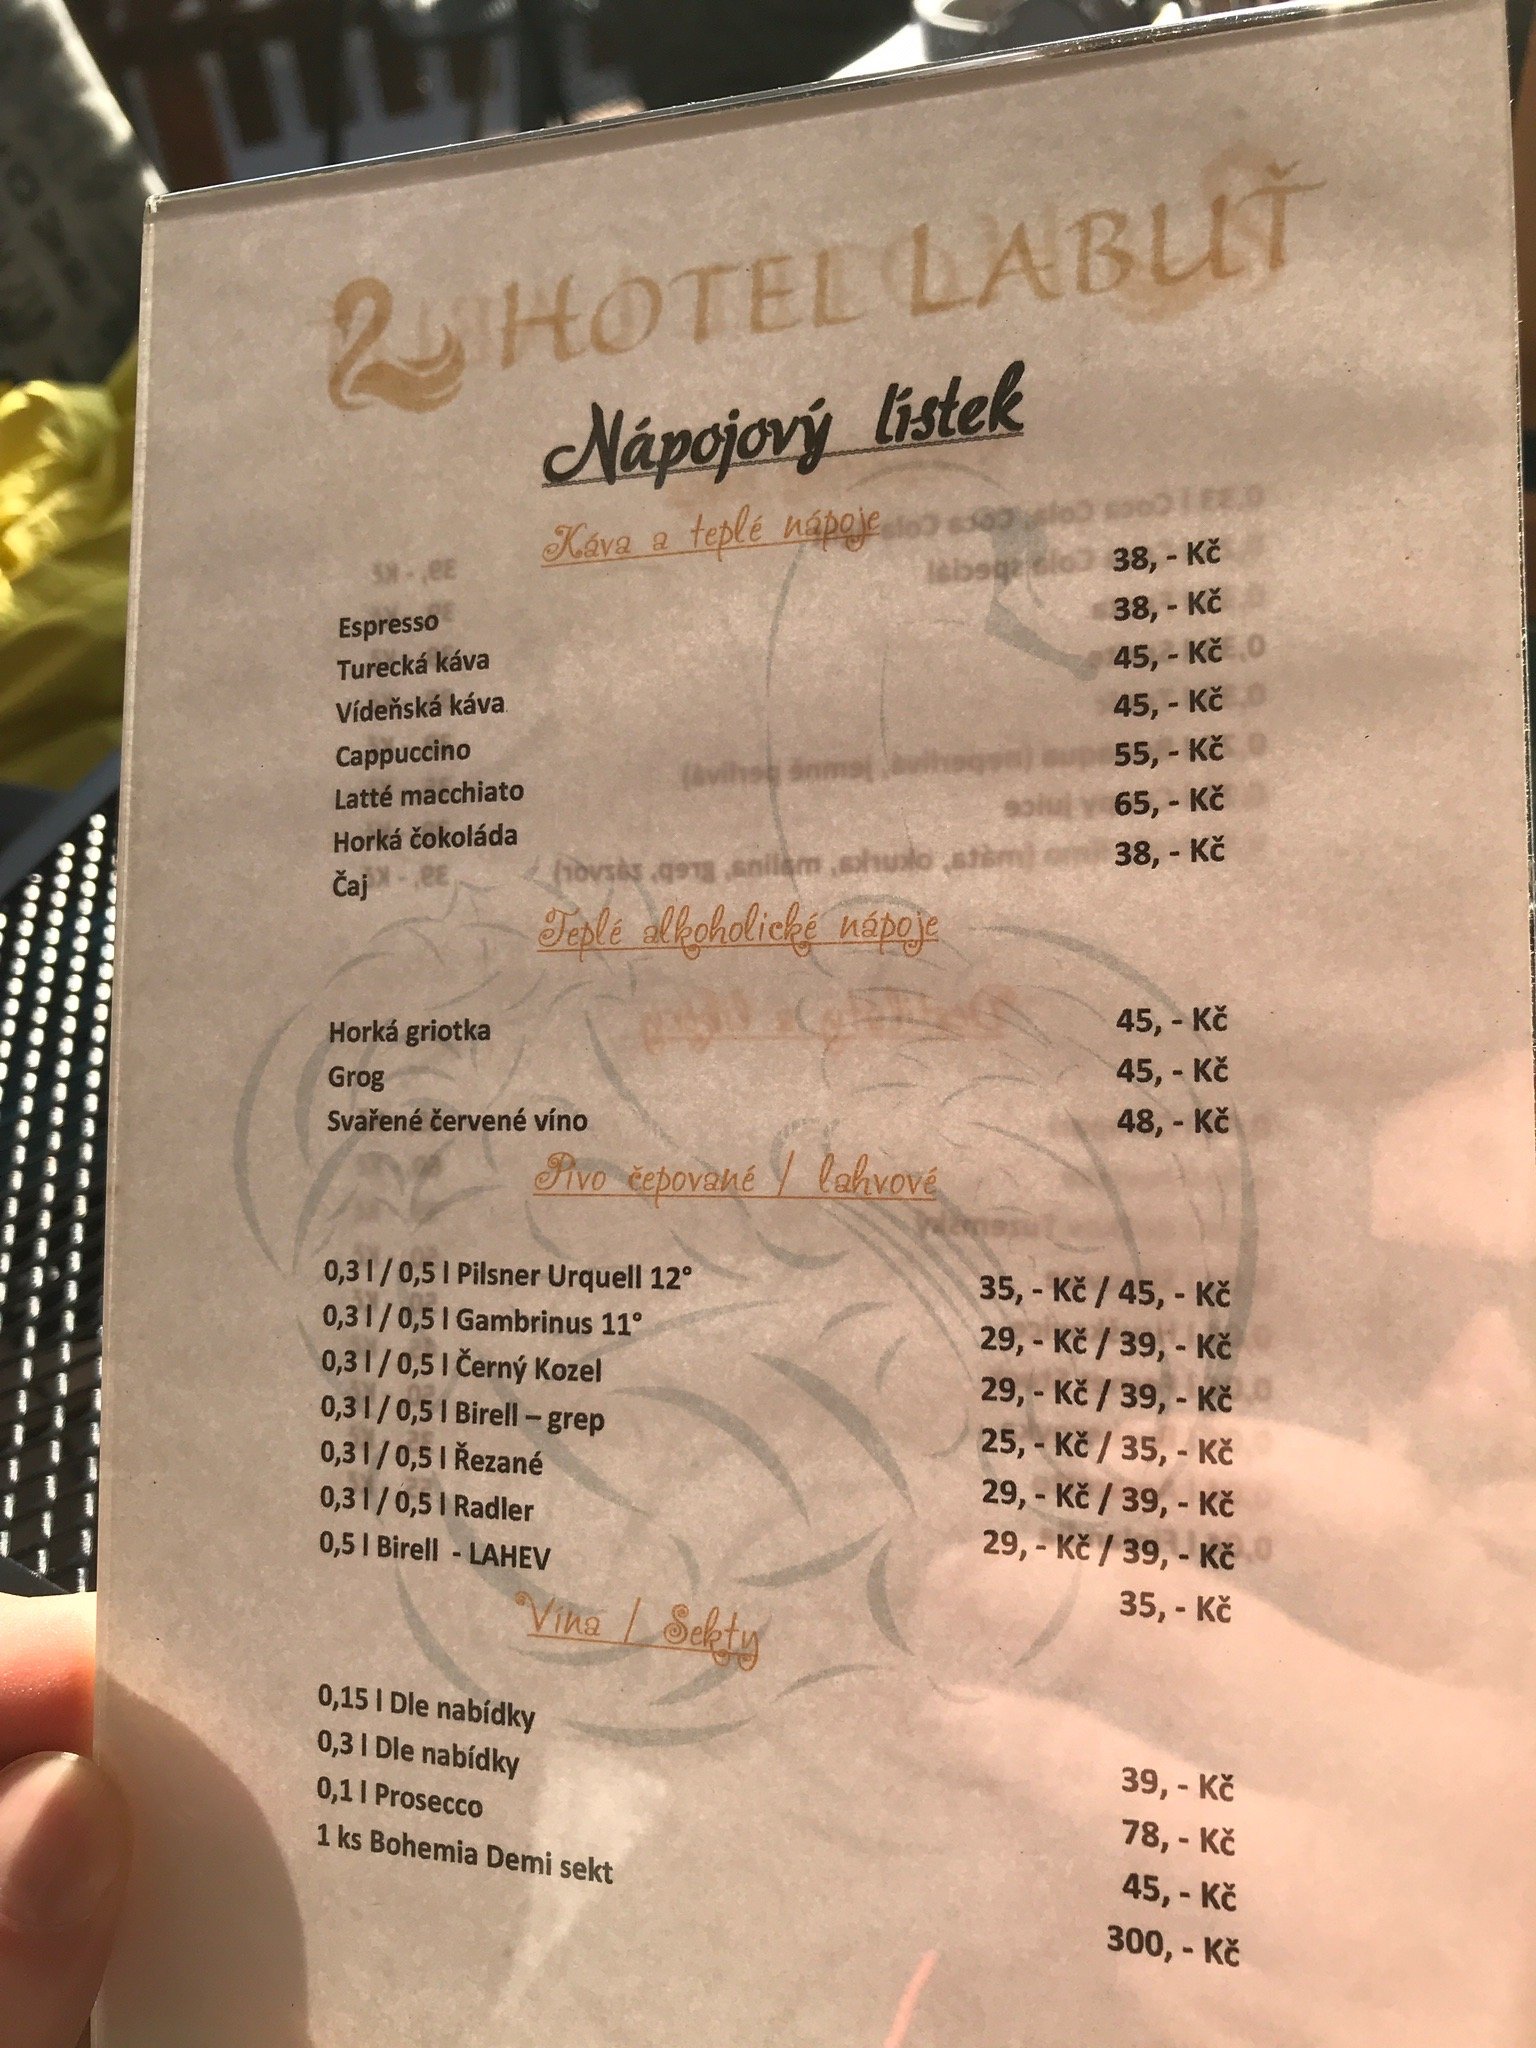 HOTEL LABUŤ
Nápojový lístek
Káva a teplé nápoje
Espresso 38, - Kč
Turecká káva 38, - Kč
Vídeňská káva 45, - Kč
Cappuccino 45, - Kč
Latté macchiato 55, - Kč
Horká čokoláda 65, - Kč
Čaj 38, - Kč
Teplé alkoholické nápoje
Horká griotka 45, - Kč
Grog 45, - Kč
Svařené červené víno 48, - Kč
Pivo čepované / lahvové
0,3 l / 0,5 l Pilsner Urquell 12° 35, - Kč / 45, - Kč
0,3 l / 0,5 l Gambrinus 11° 29, - Kč / 39, - Kč
0,3 l / 0,5 l Černý Kozel 29, - Kč / 39, - Kč
0,3 l / 0,5 l Birell – grep 25, - Kč / 35, - Kč
0,3 l / 0,5 l Řezané 29, - Kč / 39, - Kč
0,3 l / 0,5 l Radler 29, - Kč / 39, - Kč
0,5 l Birell - LAHEV 35, - Kč
Vína / Sekty
0,15 l Dle nabídky 39, - Kč
0,3 l Dle nabídky 78, - Kč
0,1 l Prosecco 45, - Kč
1 ks Bohemia Demi sekt 300, - Kč